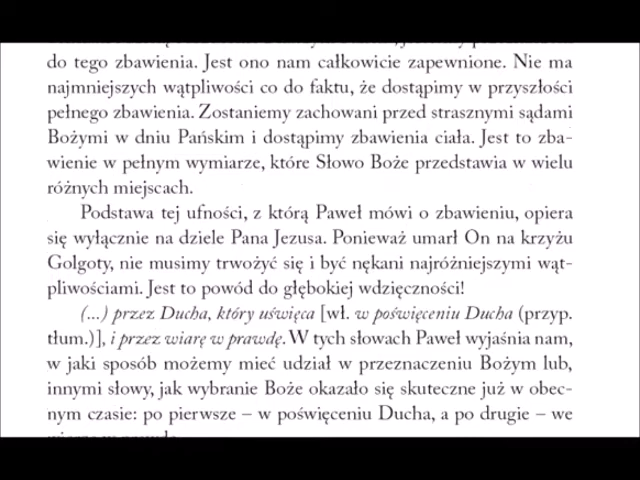 do tego zbawienia. Jest ono nam całkowicie zapewnione. Nie ma
najmniejszych wątpliwości co do faktu, że dostąpimy w przyszłości
pełnego zbawienia. Zostaniemy zachowani przed strasznymi sądami
Bożymi w dniu Pańskim i dostąpimy zbawienia ciała. Jest to zba-
wienie w pełnym wymiarze, które Słowo Boże przedstawia w wielu
różnych miejscach.
Podstawa tej ufności, z którą Paweł mówi o zbawieniu, opiera
się wyłącznie na dziele Pana Jezusa. Ponieważ umarł On na krzyżu
Golgoty, nie musimy trwożyć się i być nękani najróżniejszymi wąt-
pliwościami. Jest to powód do głębokiej wdzięczności!
(...) przez Ducha, który uświęca [wł. w poświęceniu Ducha (przyp.
tłum.)], i przez wiarę w prawdę. W tych słowach Paweł wyjaśnia nam,
w jaki sposób możemy mieć udział w przeznaczeniu Bożym lub,
innymi słowy, jak wybranie Boże okazało się skuteczne już w obec-
nym czasie: po pierwsze – w poświęceniu Ducha, a po drugie – we